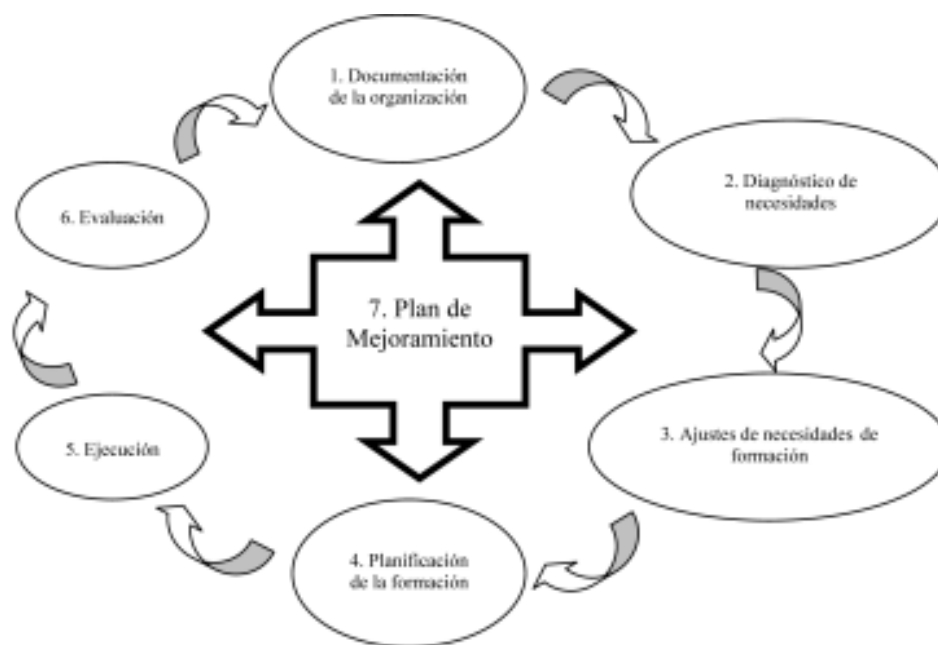 1. Documentación
de la organización
2. Diagnóstico de
necesidades
3. Ajustes de necesidades de
formación
4. Planificación
de la formación
5. Ejecución
6. Evaluación
7. Plan de
Mejoramiento